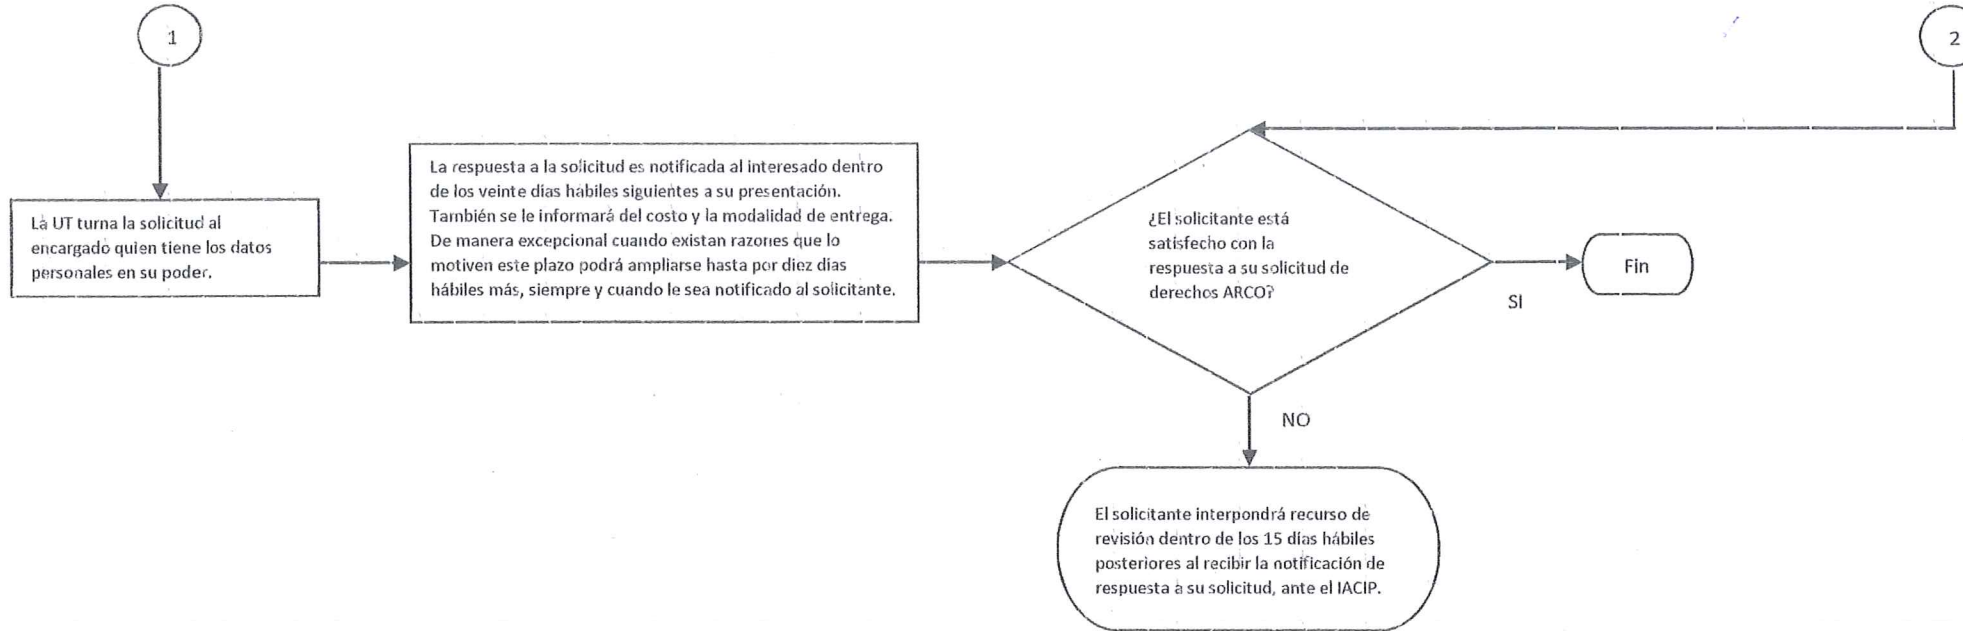 1
2
La UT turna la solicitud al
encargado quien tiene los datos
personales en su poder.
La respuesta a la solicitud es notificada al interesado dentro
de los veinte días hábiles siguientes a su presentación.
También se le informará del costo y la modalidad de entrega.
De manera excepcional cuando existan razones que lo
motiven este plazo podrá ampliarse hasta por diez días
hábiles más, siempre y cuando le sea notificado al solicitante.
¿El solicitante está
satisfecho con la
respuesta a su solicitud de
derechos ARCO?
SI
Fin
NO
El solicitante interpondrá recurso de
revisión dentro de los 15 días hábiles
posteriores al recibir la notificación de
respuesta a su solicitud, ante el IACIP.